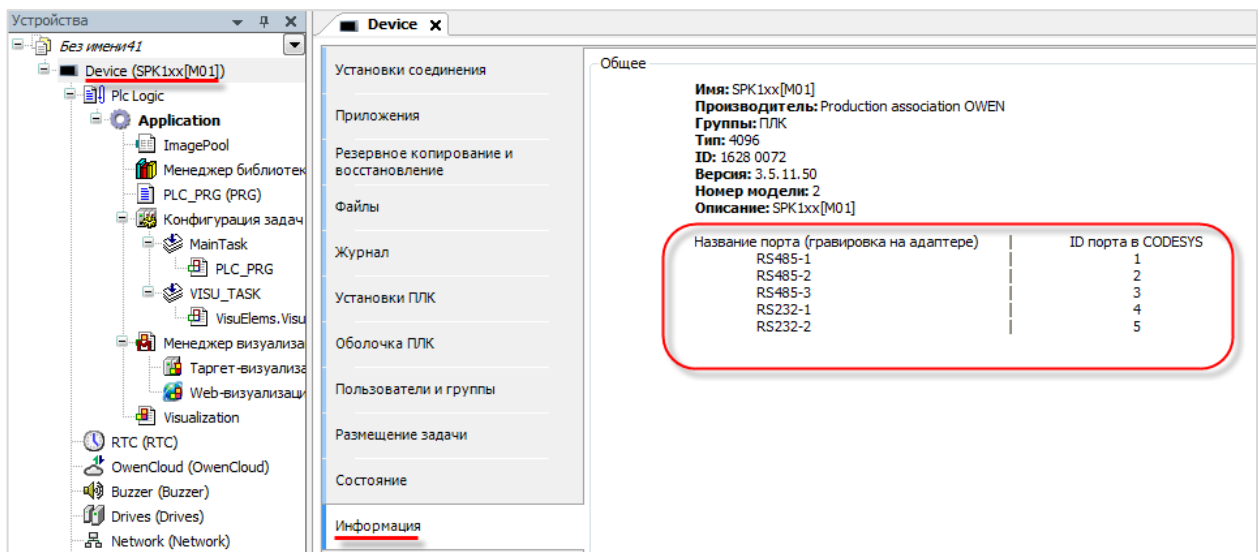 Устройства
Без имени41
Device (SPK1xx[M01])
Plc Logic
Application
ImagePool
Менеджер библиотек
PLC_PRG (PRG)
Конфигурация задач
MainTask
PLC_PRG
VISU_TASK
VisuElems.Visu
Менеджер визуализа
Таргет-визуализа
Web-визуализаци
Visualization
RTC (RTC)
OwenCloud (OwenCloud)
Buzzer (Buzzer)
Drives (Drives)
Network (Network)
Device
Установки соединения
Приложения
Резервное копирование и
восстановление
Файлы
Журнал
Установки ПЛК
Оболочка ПЛК
Пользователи и группы
Размещение задачи
Состояние
Информация
Общее
Имя: SPK1xx[M01]
Производитель: Production association OWEN
Группы: ПЛК
Тип: 4096
ID: 1628 0072
Версия: 3.5.11.50
Номер модели: 2
Описание: SPK1xx[M01]
Название порта (гравировка на адаптере) | ID порта в CODESYS
RS485-1 | 1
RS485-2 | 2
RS485-3 | 3
RS232-1 | 4
RS232-2 | 5